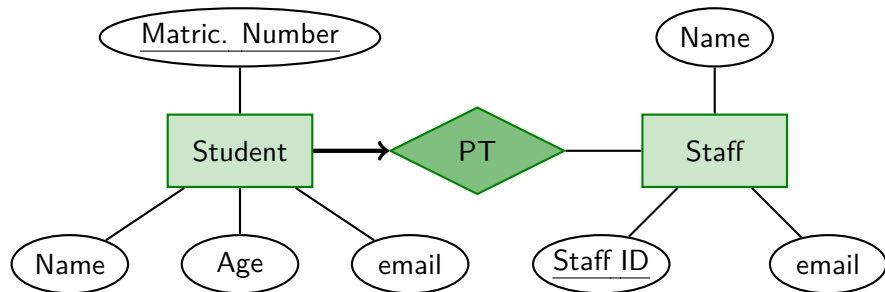 Matric. Number
Name
Student
PT
Staff
Name
Age
email
Staff ID
email